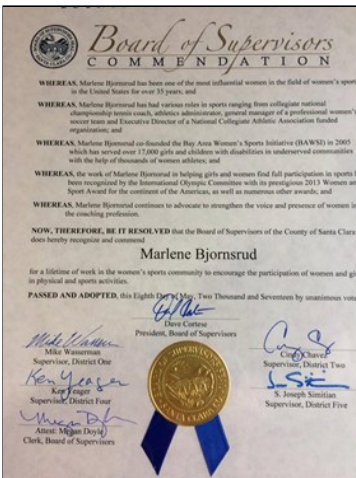 Board of Supervisors
COMMENDATION
WHEREAS, Marlene Bjornsrud has been one of the most influential women in the field of women's sports
in the United States for over 35 years; and
WHEREAS, Marlene Bjornsrud has had various roles in sports ranging from collegiate national
championship tennis coach, athletics administrator, general manager of a professional women's
soccer team and Executive Director of a National Collegiate Athletic Association funded
organization; and
WHEREAS, Marlene Bjornsrud co-founded the Bay Area Women's Sports Initiative (BAWSI) in 2005
which has served over 17,000 girls and children with disabilities in underserved communities
with the help of thousands of women athletes; and
WHEREAS, the work of Marlene Bjornsrud in helping girls and women find full participation in sports h
been recognized by the International Olympic Committee with its prestigious 2013 Women an
Sport Award for the continent of the Americas, as well as numerous other awards; and
WHEREAS, Marlene Bjornsrud continues to advocate to strengthen the voice and presence of women in
the coaching profession.
NOW, THEREFORE, BE IT RESOLVED that the Board of Supervisors of the County of Santa Clara
does hereby recognize and commend
Marlene Bjornsrud
for a lifetime of work in the women's sports community to encourage the participation of women and gi
in physical and sports activities.
PASSED AND ADOPTED, this Eighth Day of May, Two Thousand and Seventeen by unanimous vote
Dave Cortese
President, Board of Supervisors
Mike Wasserman
Mike Wasserman
Supervisor, District One
Cindy Chavez
Supervisor, District Two
Ken Yeager
Ken Yeager
Supervisor, District Four
S. Joseph Simitian
Supervisor, District Five
Attest: Megan Doyle
Clerk, Board of Supervisors